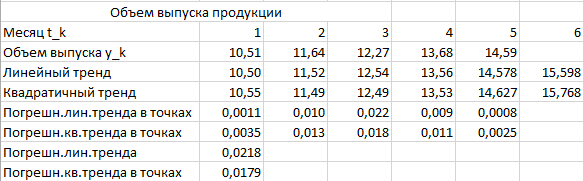 Объем выпуска продукции
Месяц t_k 1 2 3 4 5 6
Объем выпуска y_k 10,51 11,64 12,27 13,68 14,59
Линейный тренд 10,50 11,52 12,54 13,56 14,578 15,598
Квадратичный тренд 10,55 11,49 12,49 13,53 14,627 15,768
Погрешн.лин.тренда в точках 0,0011 0,010 0,022 0,009 0,0008
Погрешн.кв.тренда в точках 0,0035 0,013 0,018 0,011 0,0025
Погрешн.лин.тренда 0,0218
Погрешн.кв.тренда в точках 0,0179